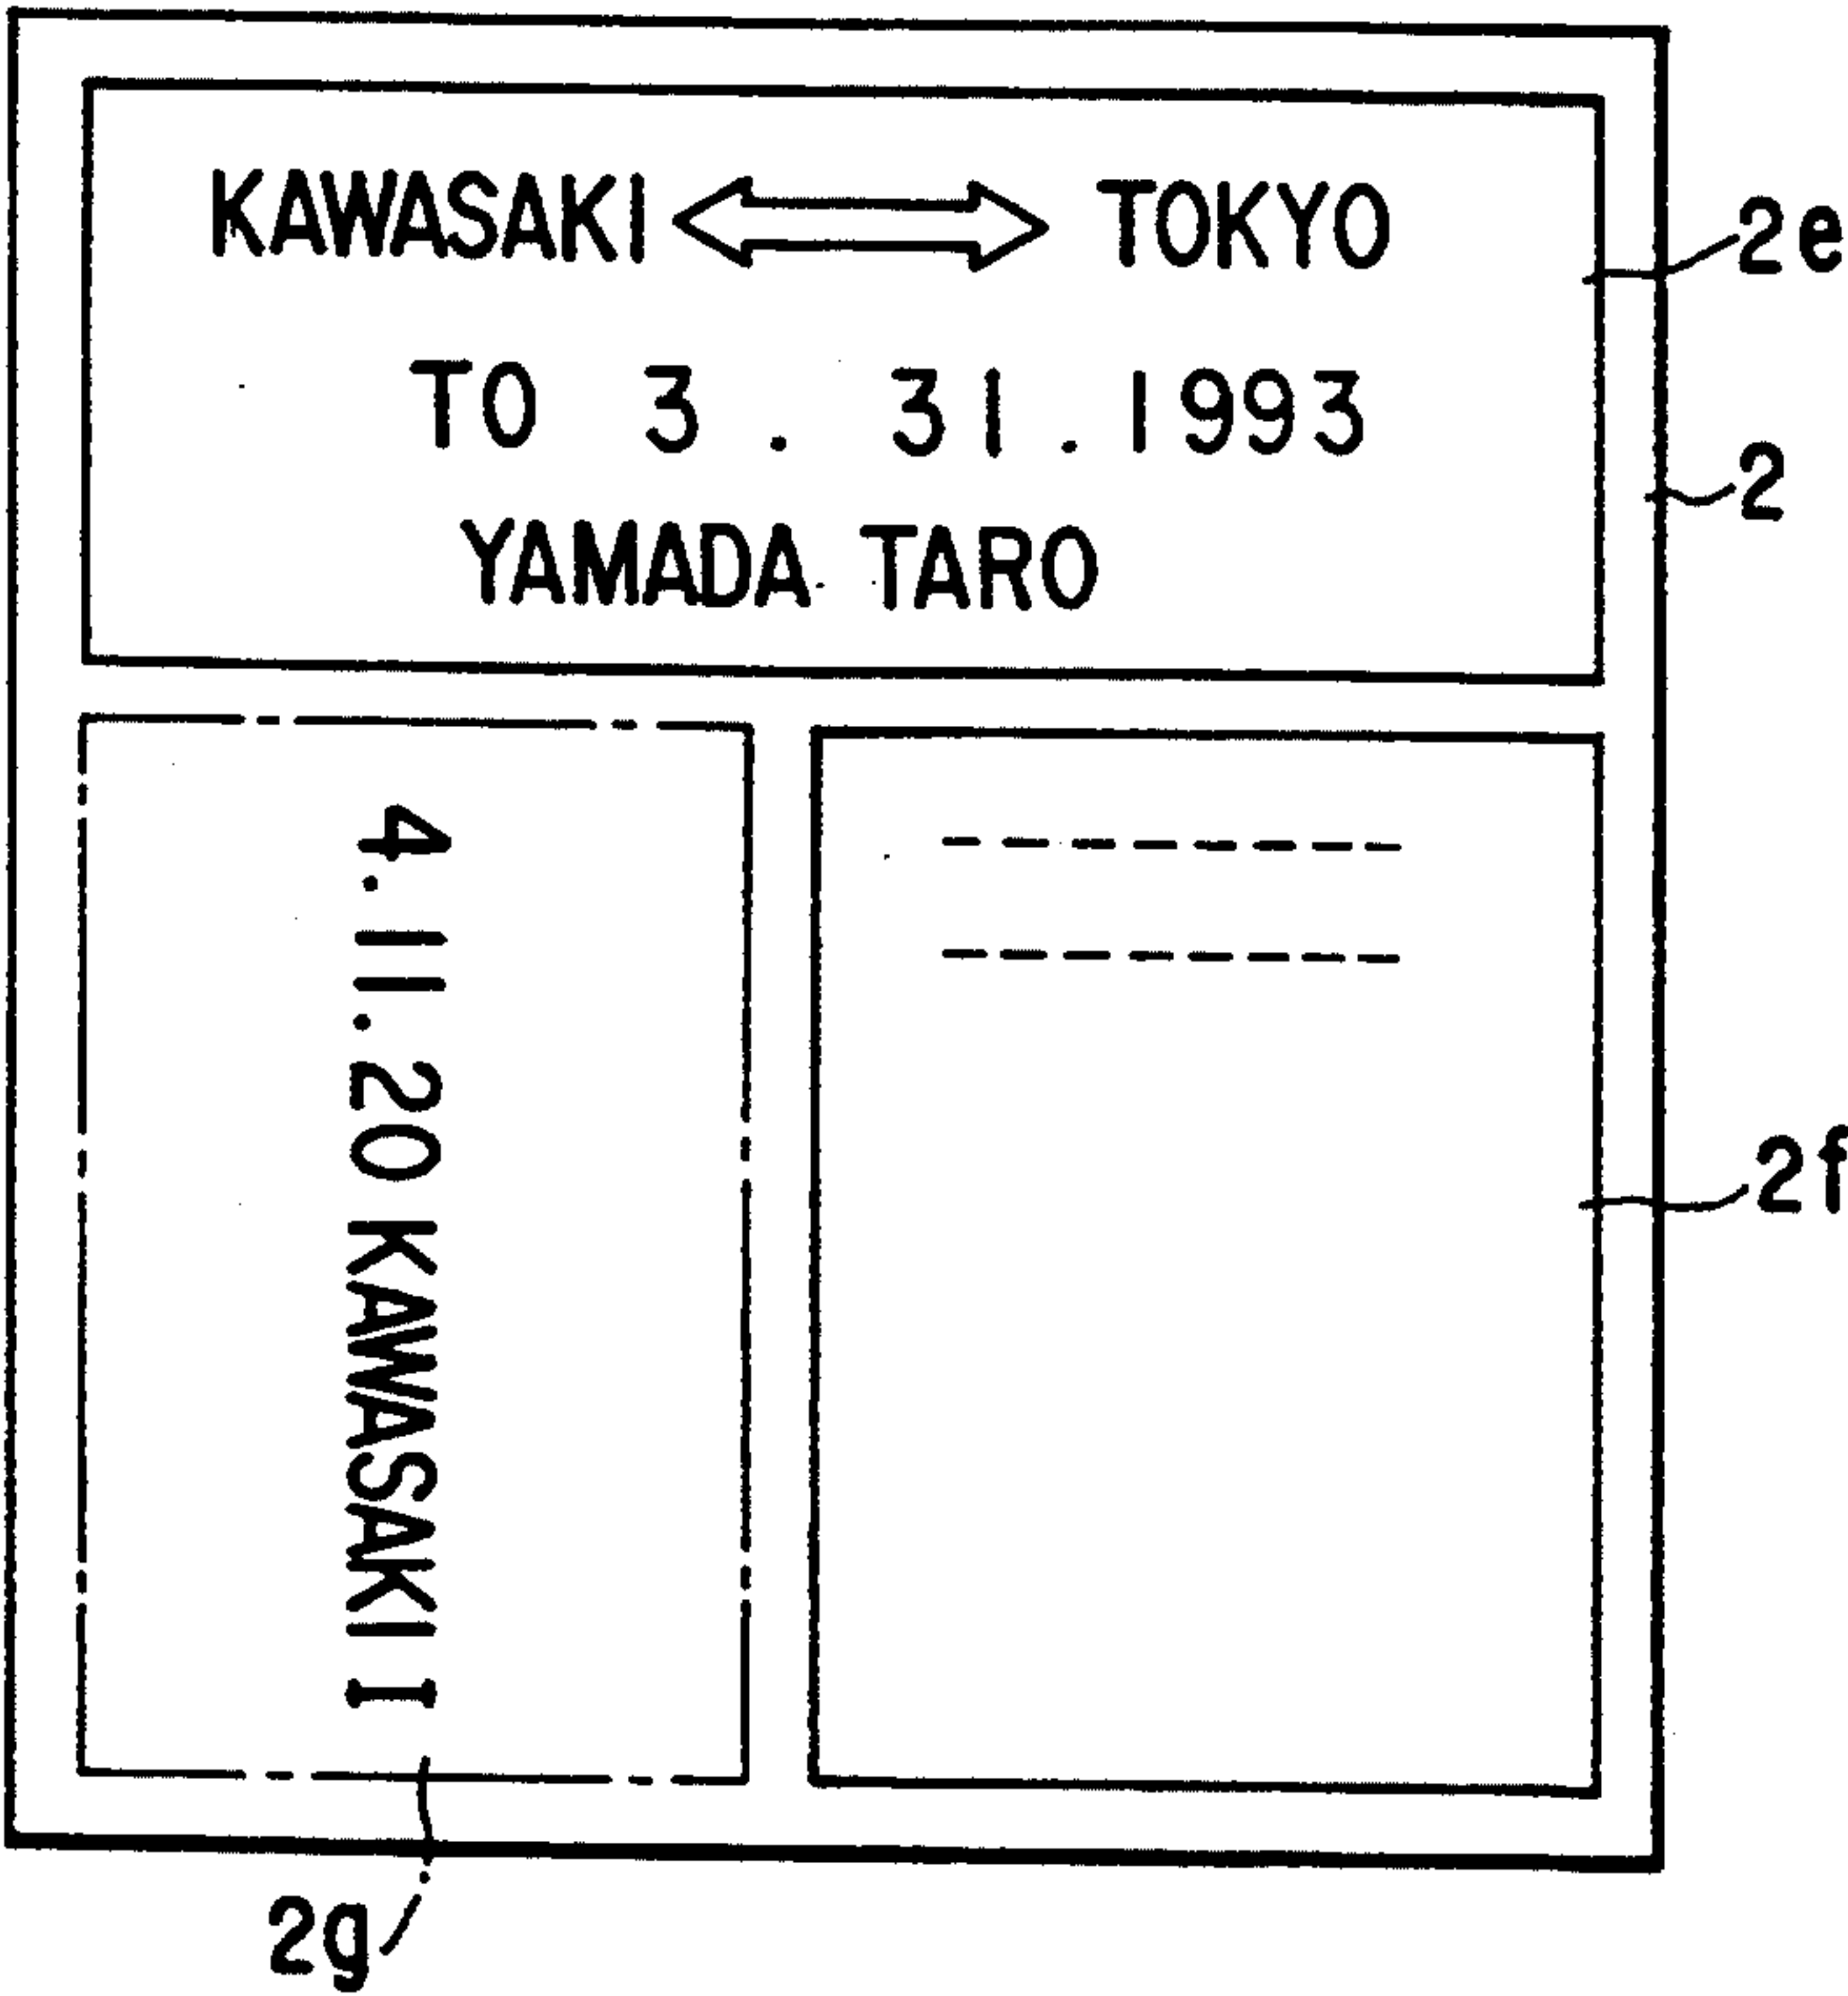 KAWASAKI ⇔ TOKYO
TO 3 . 31 . 1993
YAMADA TARO
4. 11. 20 KAWASAKI I
2e
2
2f
2g